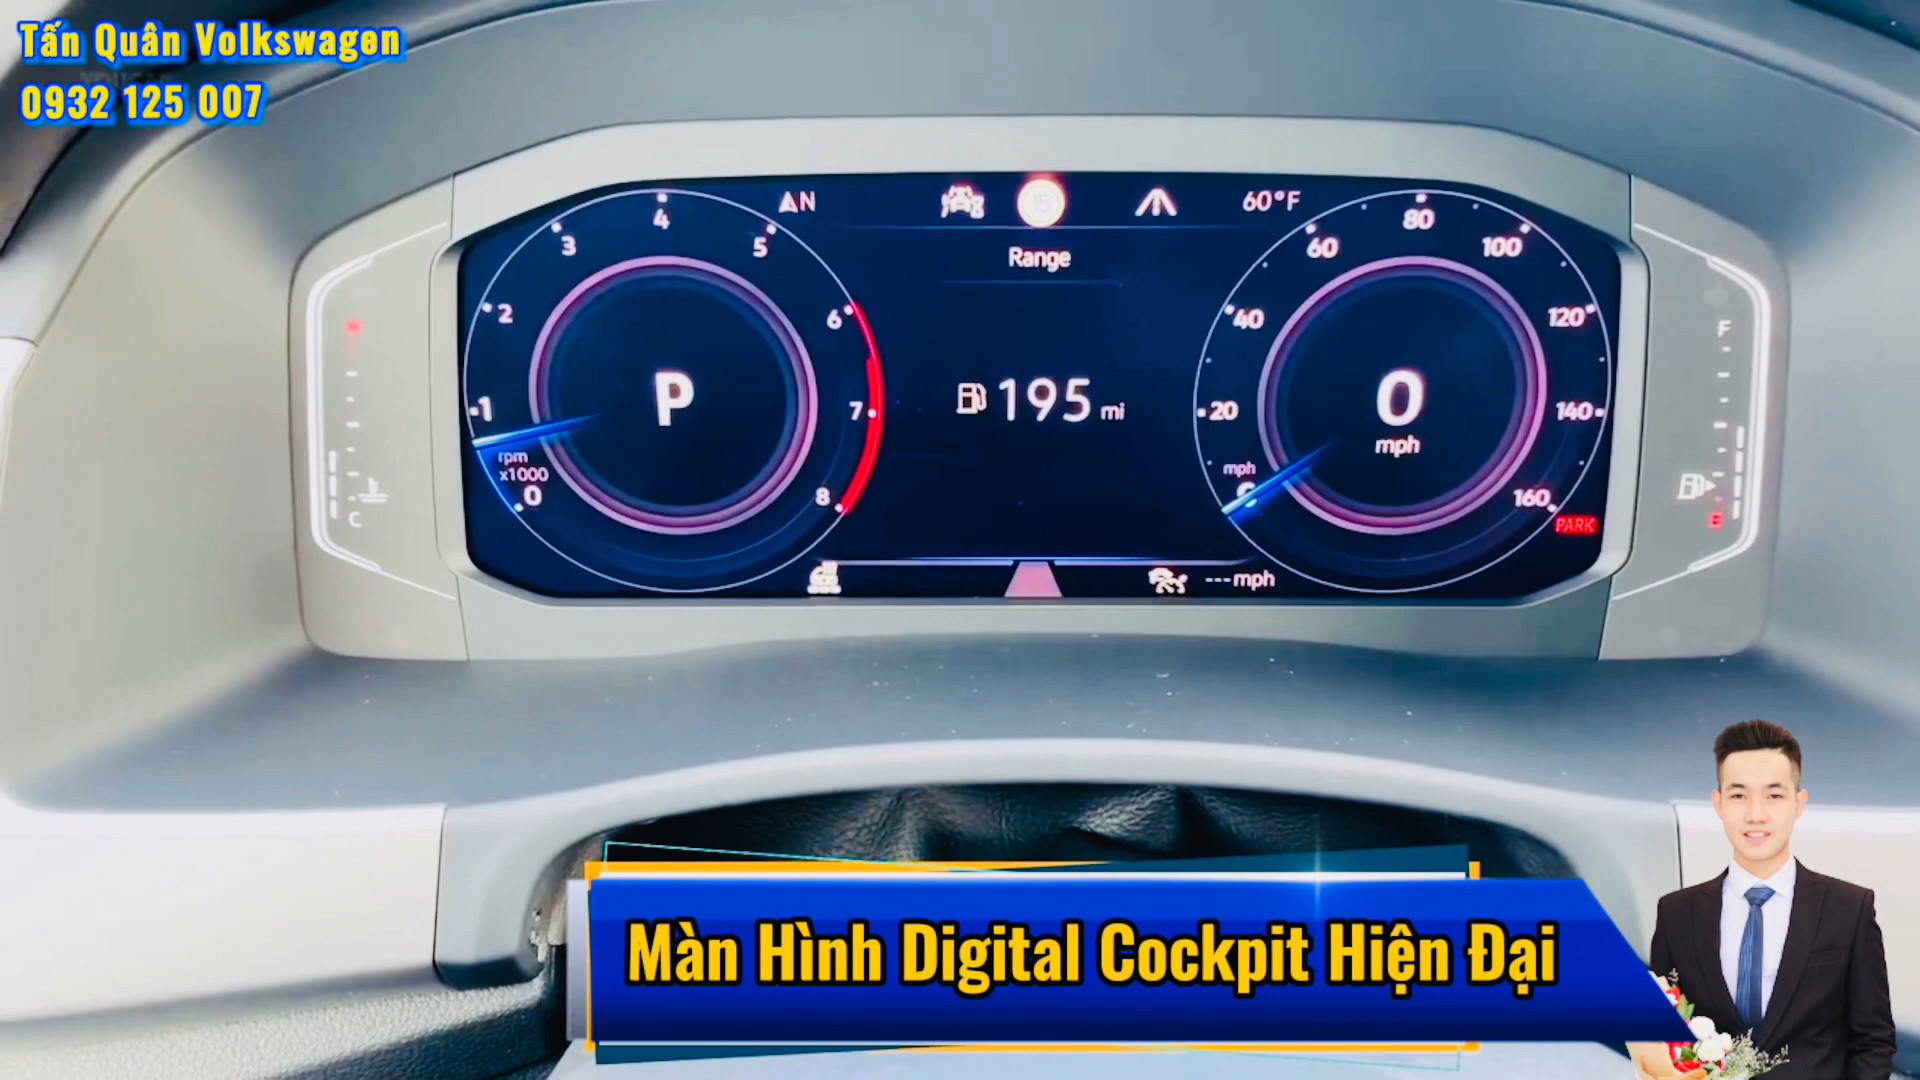 Tấn Quân Volkswagen
0932 125 007
N
60°F
Range
195 mi
P
rpm
x1000
0
1
2
3
4
5
6
7
8
0
mph
mph
20
40
60
80
100
120
140
160
PARK
---mph
C
F
E
Màn Hình Digital Cockpit Hiện Đại